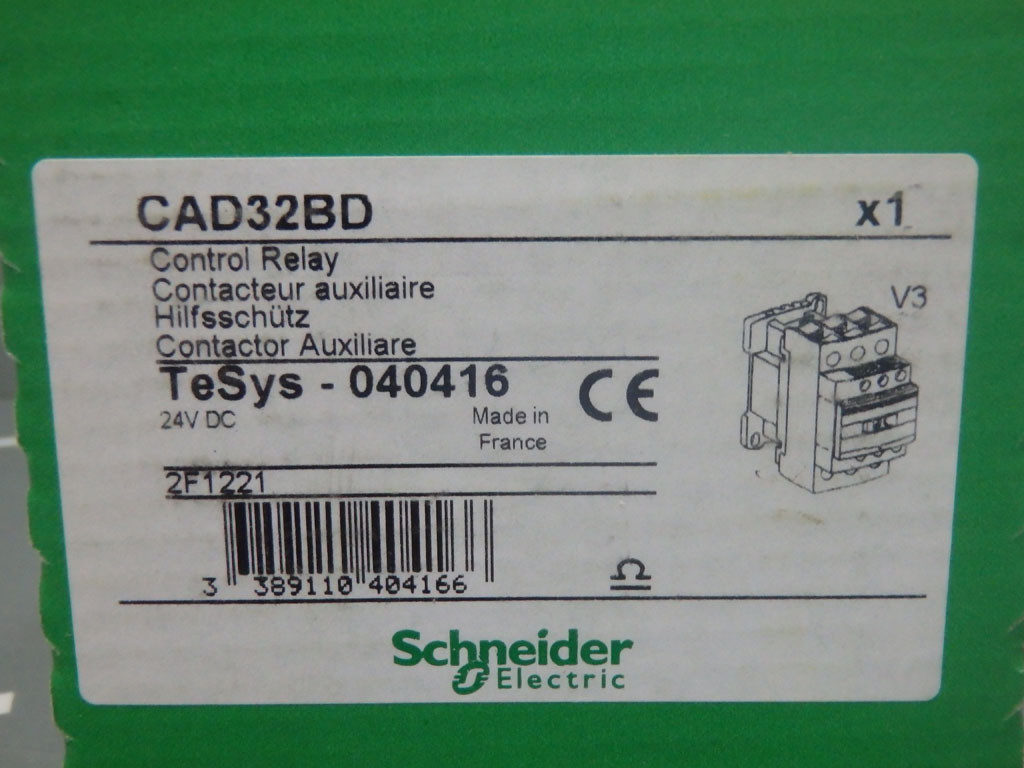 CAD32BD x1
Control Relay
Contacteur auxiliaire
Hilfsschütz
Contactor Auxiliare
V3
TeSys - 040416
24V DC
Made in
France
CE
2F1221
3 389110 404166
Schneider
Electric